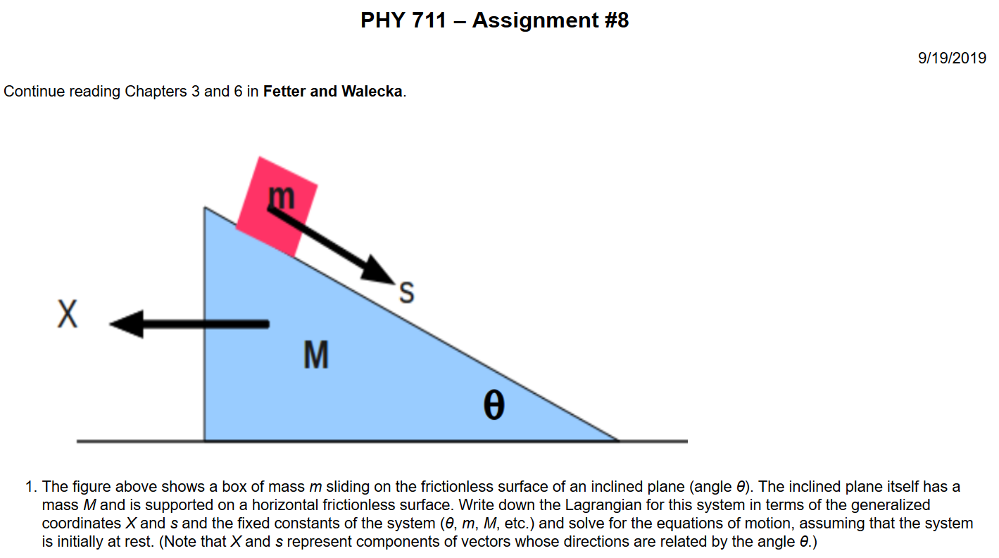 PHY 711 – Assignment #8
9/19/2019
Continue reading Chapters 3 and 6 in Fetter and Walecka.
m
s
X
M
θ
1. The figure above shows a box of mass m sliding on the frictionless surface of an inclined plane (angle θ). The inclined plane itself has a
mass M and is supported on a horizontal frictionless surface. Write down the Lagrangian for this system in terms of the generalized
coordinates X and s and the fixed constants of the system (θ, m, M, etc.) and solve for the equations of motion, assuming that the system
is initially at rest. (Note that X and s represent components of vectors whose directions are related by the angle θ.)